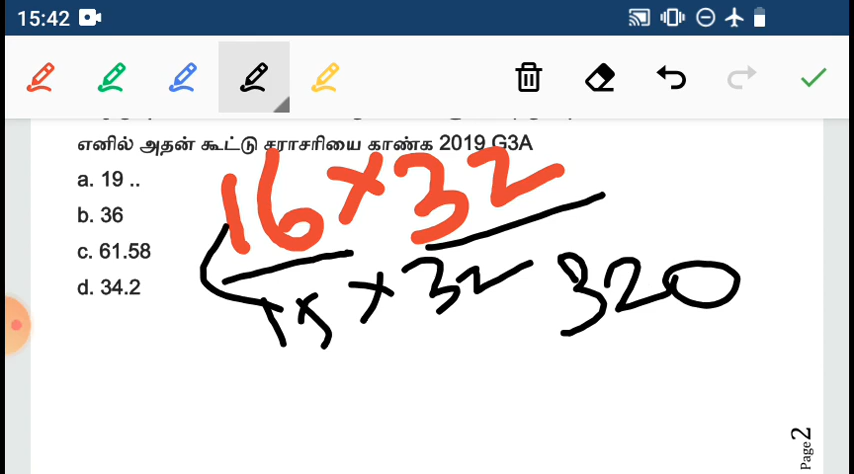 15:42
எனில் அதன் கூட்டு சராசரியை காண்க 2019 G3A
a. 19 ..
16 x 32
b. 36
c. 61.58
15 x 32 320
d. 34.2
Page 2